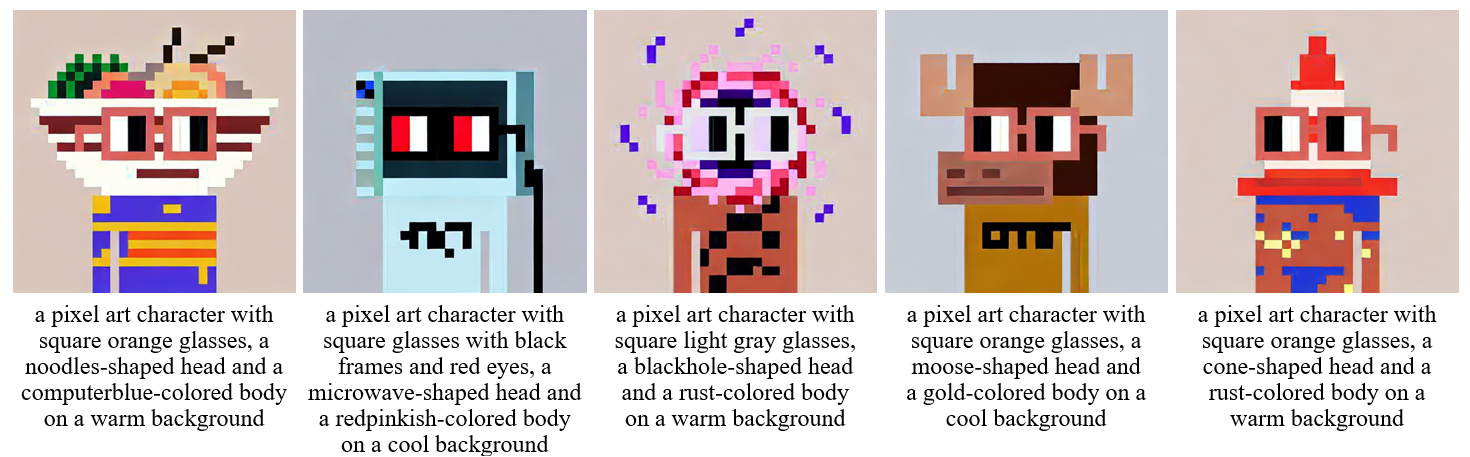 a pixel art character with
square orange glasses, a
noodles-shaped head and a
computerblue-colored body
on a warm background
a pixel art character with
square glasses with black
frames and red eyes, a
microwave-shaped head and
a redpinkish-colored body
on a cool background
a pixel art character with
square light gray glasses,
a blackhole-shaped head
and a rust-colored body
on a warm background
a pixel art character with
square orange glasses, a
moose-shaped head and
a gold-colored body on a
cool background
a pixel art character with
square orange glasses, a
cone-shaped head and a
rust-colored body on a
warm background